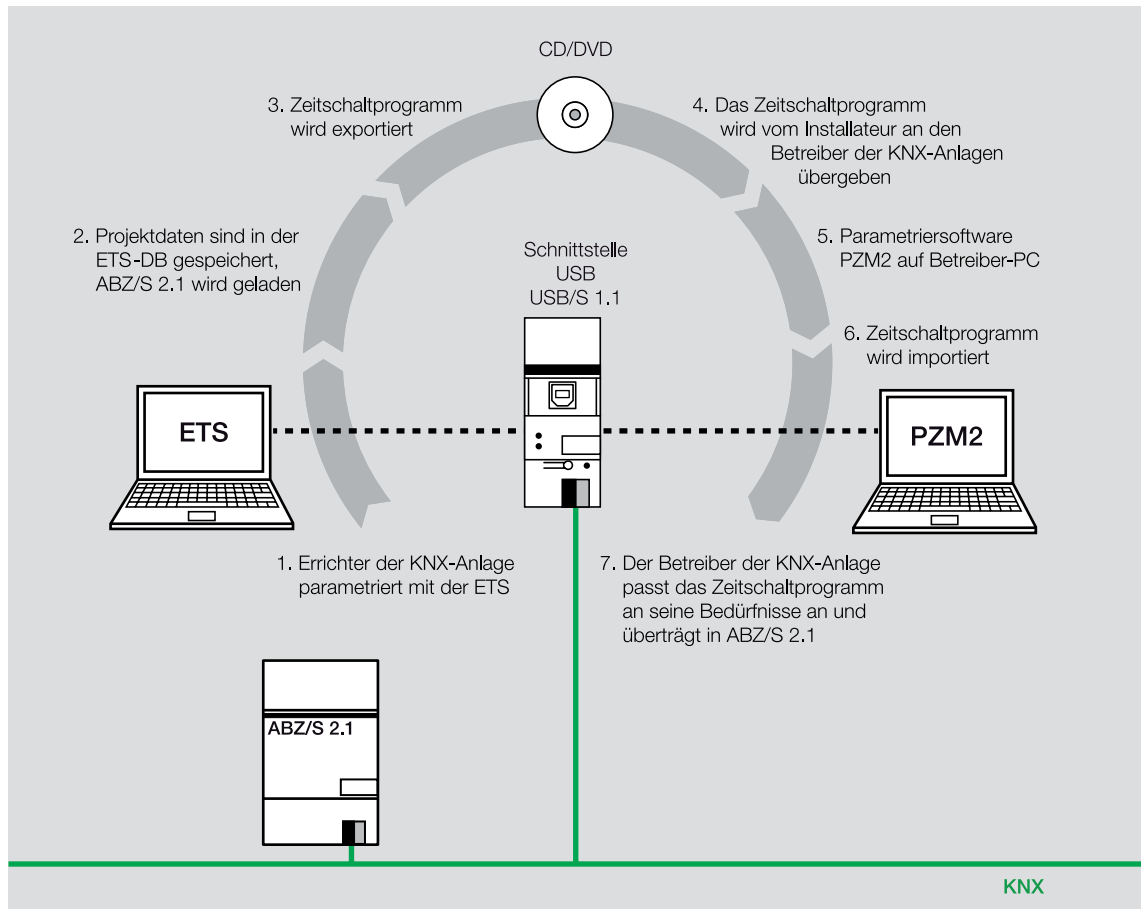 CD/DVD
3. Zeitschaltprogramm
wird exportiert
4. Das Zeitschaltprogramm
wird vom Installateur an den
Betreiber der KNX-Anlagen
übergeben
2. Projektdaten sind in der
ETS-DB gespeichert,
ABZ/S 2.1 wird geladen
Schnittstelle
USB
USB/S 1.1
5. Parametriersoftware
PZM2 auf Betreiber-PC
6. Zeitschaltprogramm
wird importiert
ETS
PZM2
1. Errichter der KNX-Anlage
parametriert mit der ETS
7. Der Betreiber der KNX-Anlage
passt das Zeitschaltprogramm
an seine Bedürfnisse an und
überträgt in ABZ/S 2.1
ABZ/S 2.1
KNX